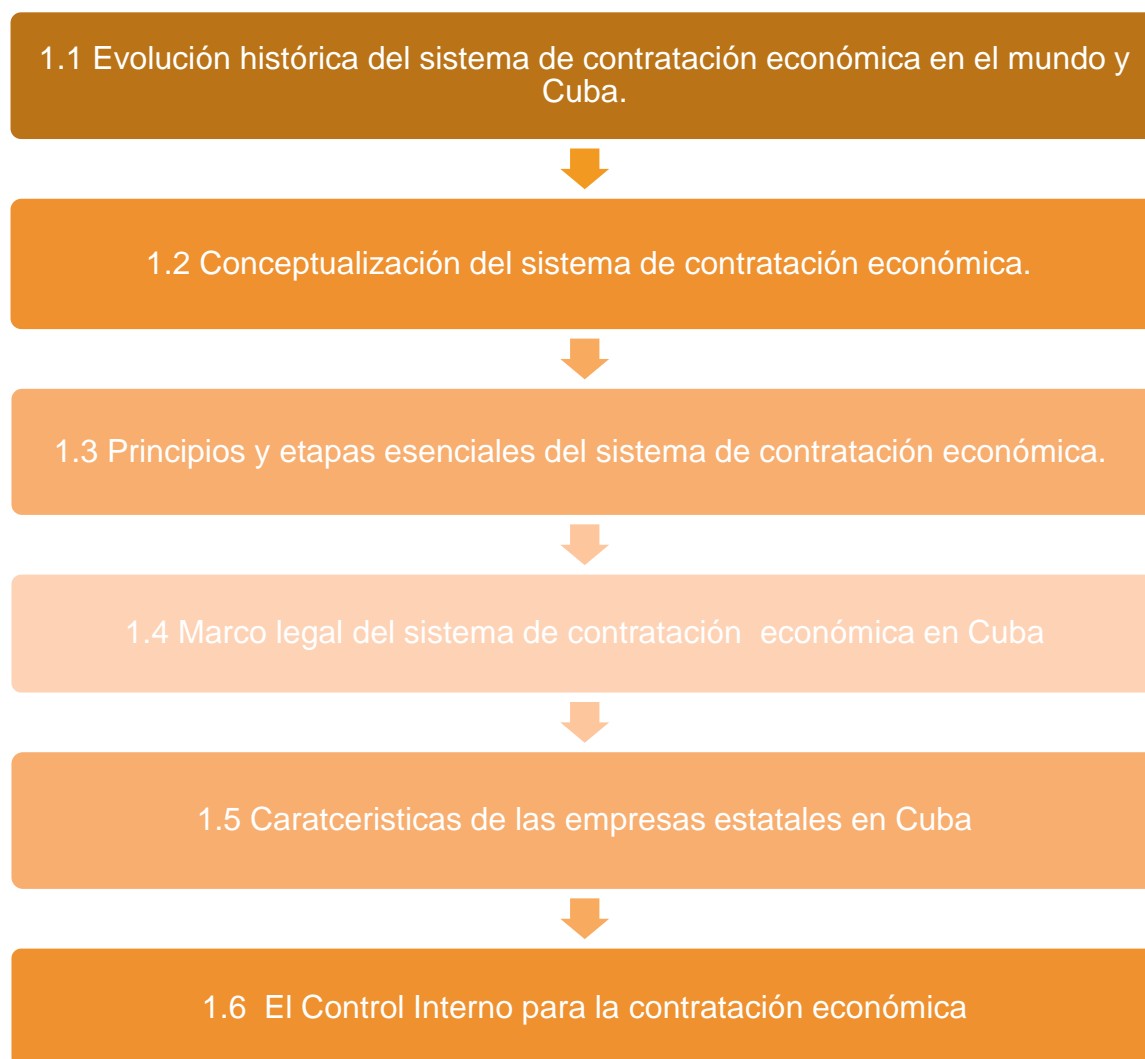 1.1 Evolución histórica del sistema de contratación económica en el mundo y
Cuba.
1.2 Conceptualización del sistema de contratación económica.
1.3 Principios y etapas esenciales del sistema de contratación económica.
1.4 Marco legal del sistema de contratación  económica en Cuba
1.5 Caratceristicas de las empresas estatales en Cuba
1.6  El Control Interno para la contratación económica